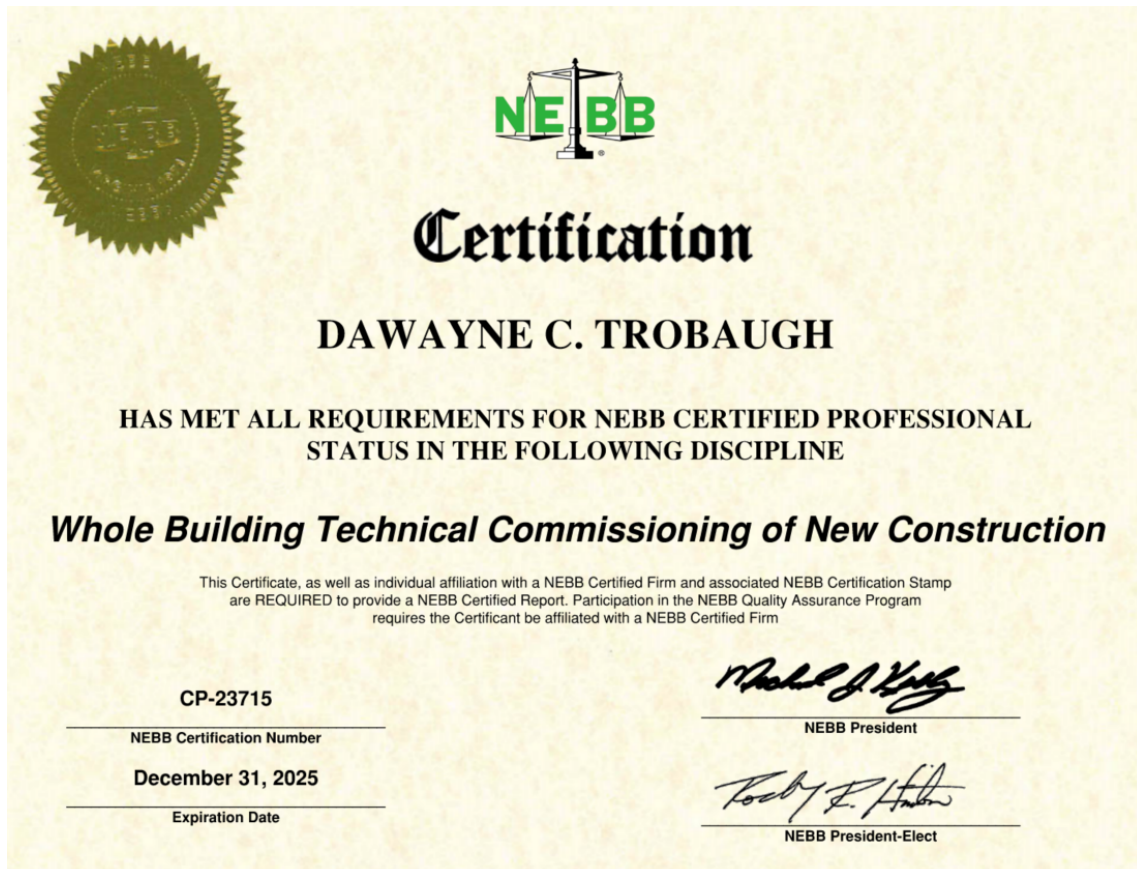 NEBB
NEBB
Certification
DAWAYNE C. TROBAUGH
HAS MET ALL REQUIREMENTS FOR NEBB CERTIFIED PROFESSIONAL
STATUS IN THE FOLLOWING DISCIPLINE
Whole Building Technical Commissioning of New Construction
This Certificate, as well as individual affiliation with a NEBB Certified Firm and associated NEBB Certification Stamp
are REQUIRED to provide a NEBB Certified Report. Participation in the NEBB Quality Assurance Program
requires the Certificant be affiliated with a NEBB Certified Firm
CP-23715
NEBB Certification Number
December 31, 2025
Expiration Date
NEBB President
NEBB President-Elect